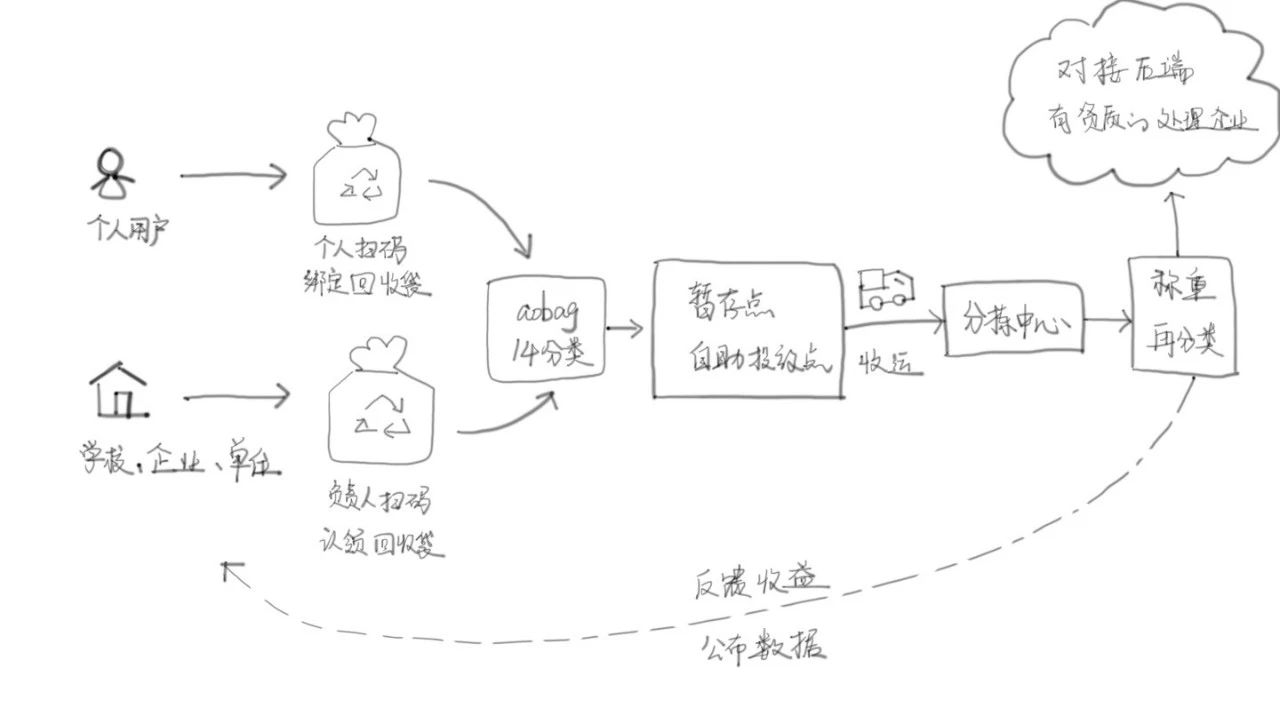 对接后端
有资质的处理企业
个人用户
个人扫码
绑定回收袋
aobag
14分类
暂存点
自助投放点
收运
分拣中心
称重
再分类
学校、企业、单位
负责人扫码
认领回收袋
反馈收益
公布数据